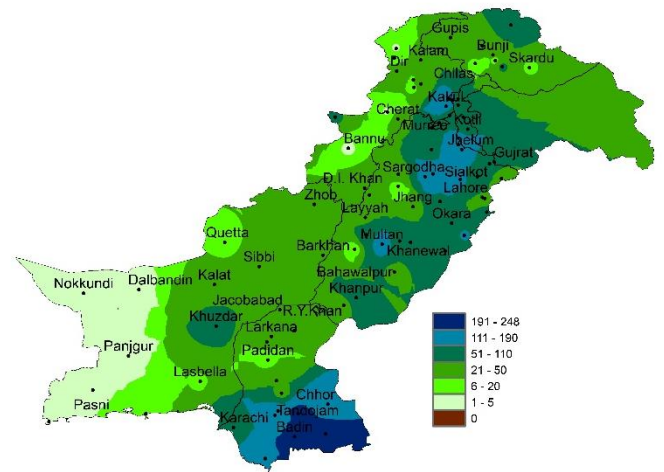 Gupis
Kalam
Bunji
Dir
Skardu
Chilas
Kakul
Cherat
Kotli
Murree
Bannu
Jhelum
Gujrat
Sargodha
Sialkot
D.I. Khan
Lahore
Zhob
Jhang
Layyah
Okara
Quetta
Multan
Barkhan
Khanewal
Sibbi
Bahawalpur
Nokkundi
Dalbandin
Kalat
Khanpur
Jacobabad
R.Y.Khan
Khuzdar
Larkana
Panjgur
Padidan
Lasbella
Pasni
Chhor
Karachi
Tandojam
Badin
191 - 248
111 - 190
51 - 110
21 - 50
6 - 20
1 - 5
0